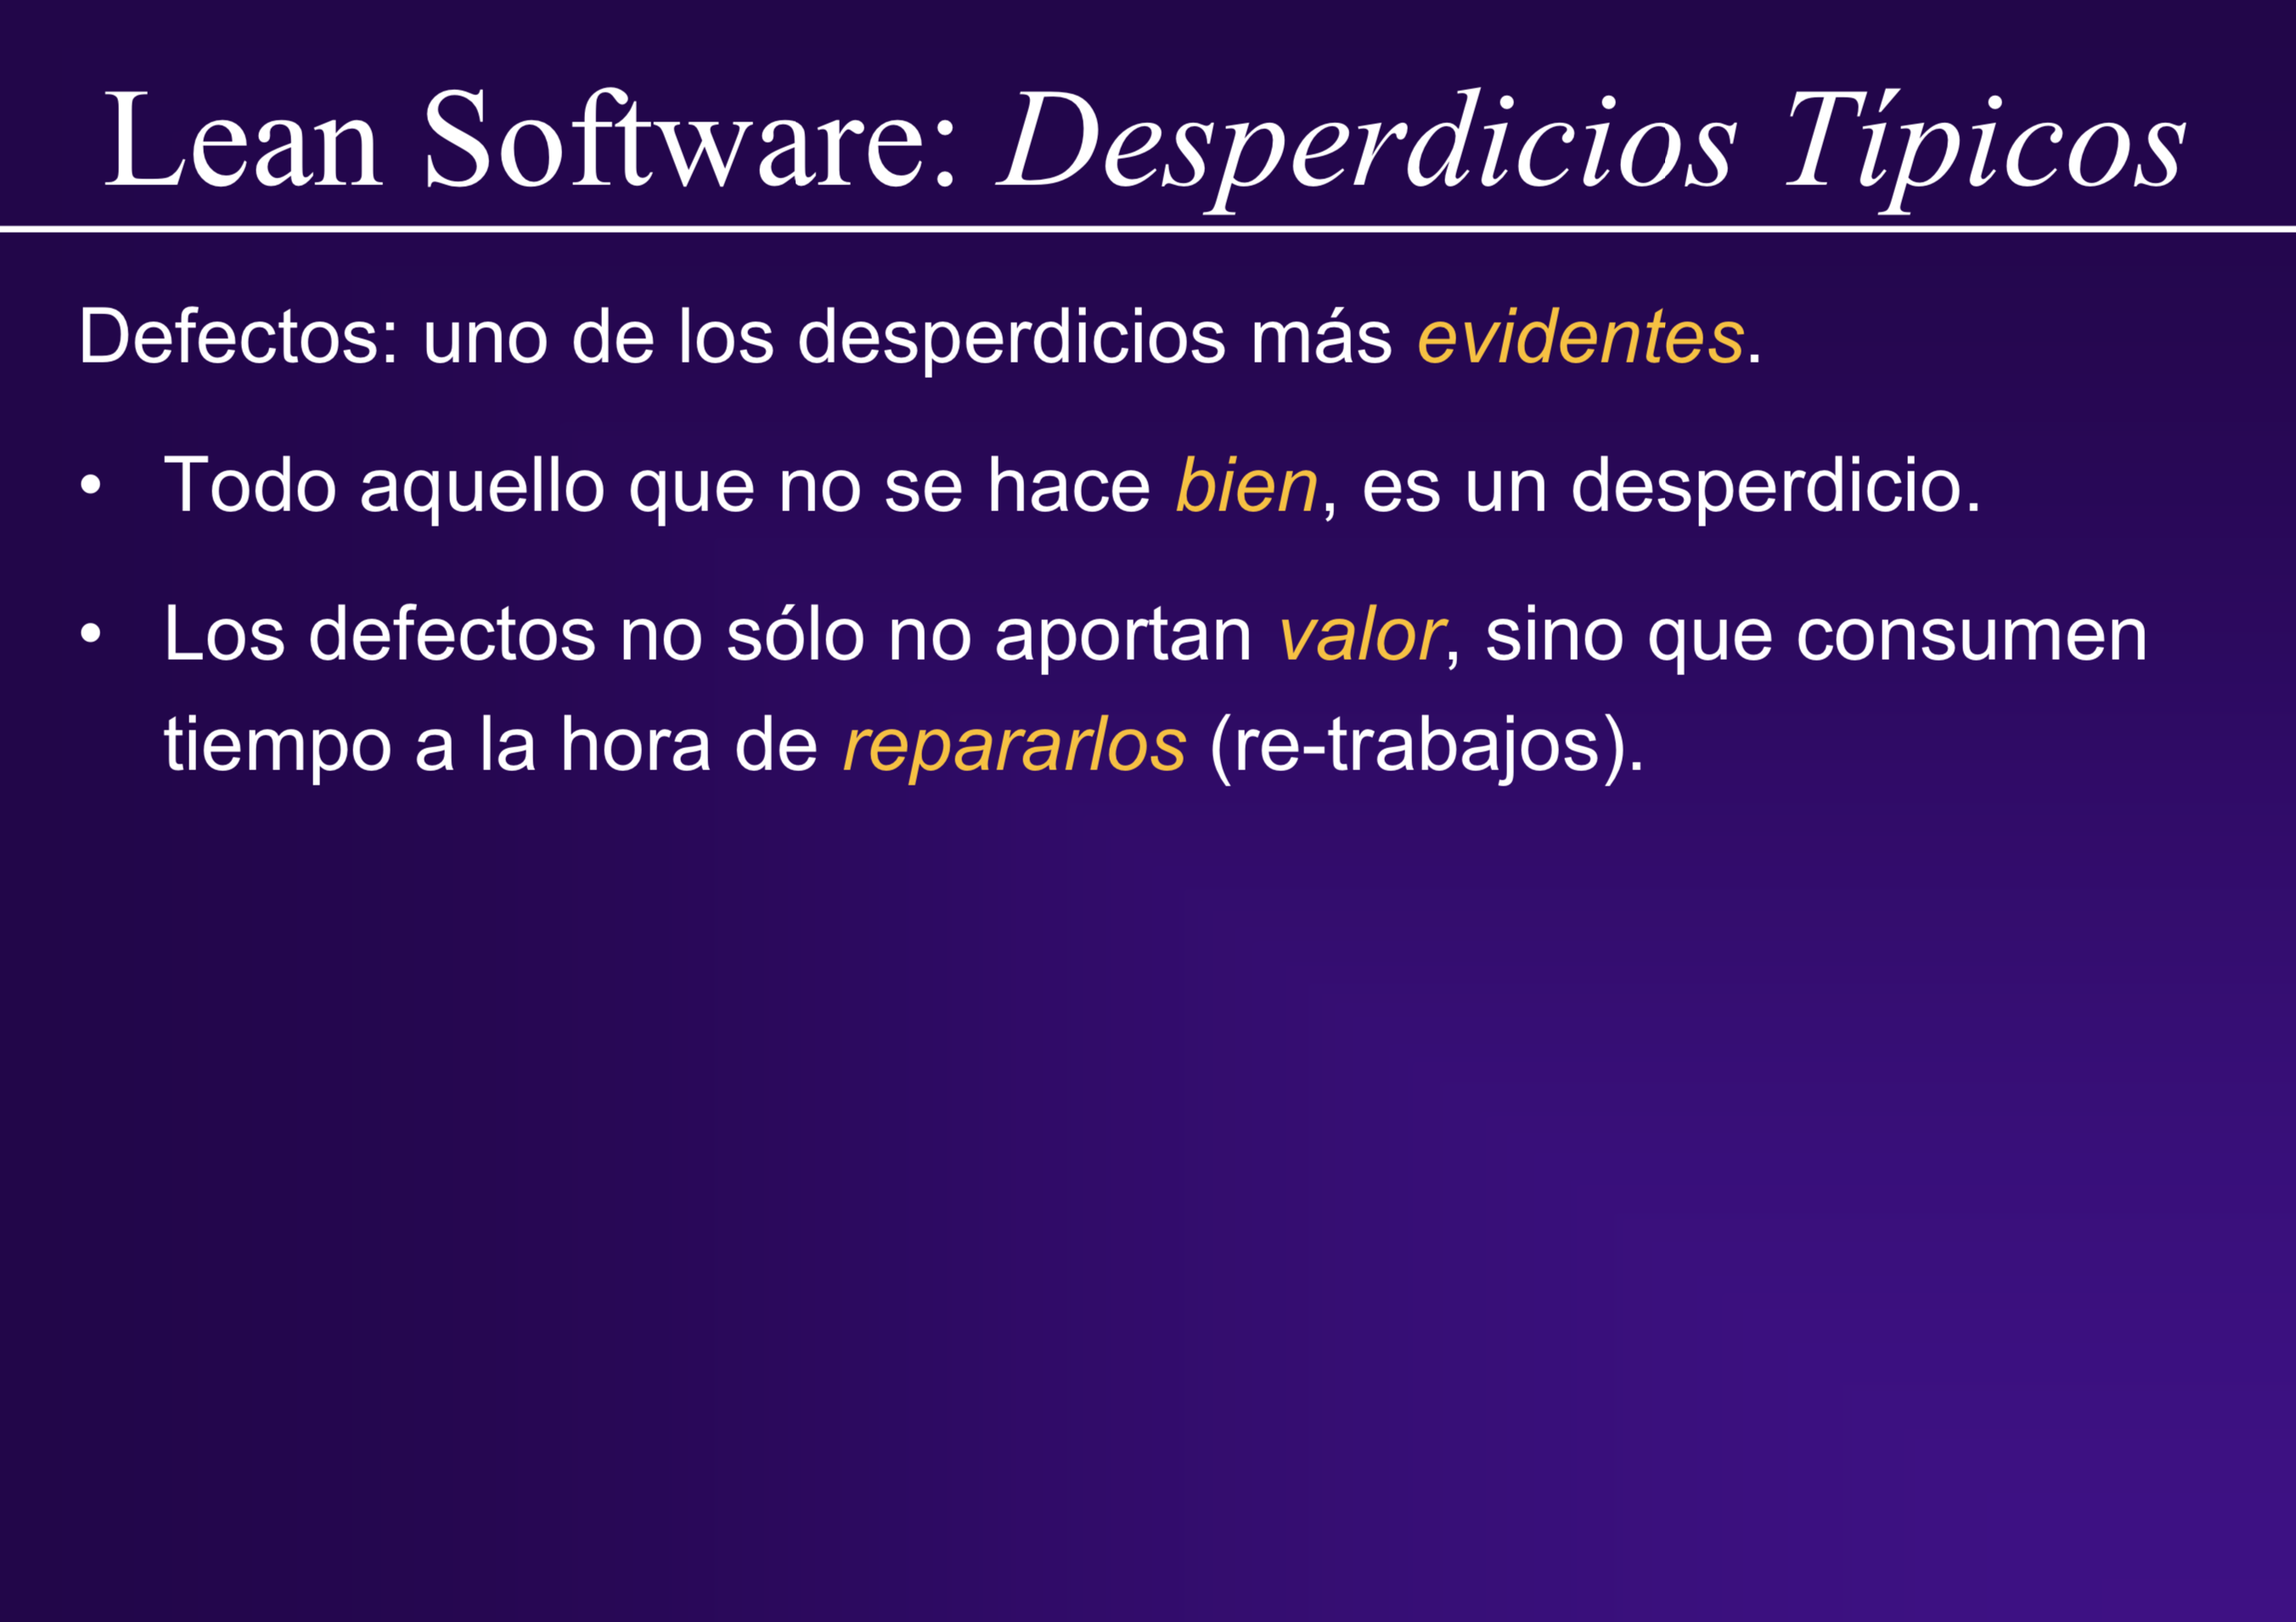 Lean Software: Desperdicios Típicos
Defectos: uno de los desperdicios más evidentes.
• Todo aquello que no se hace bien, es un desperdicio.
• Los defectos no sólo no aportan valor, sino que consumen
tiempo a la hora de repararlos (re-trabajos).